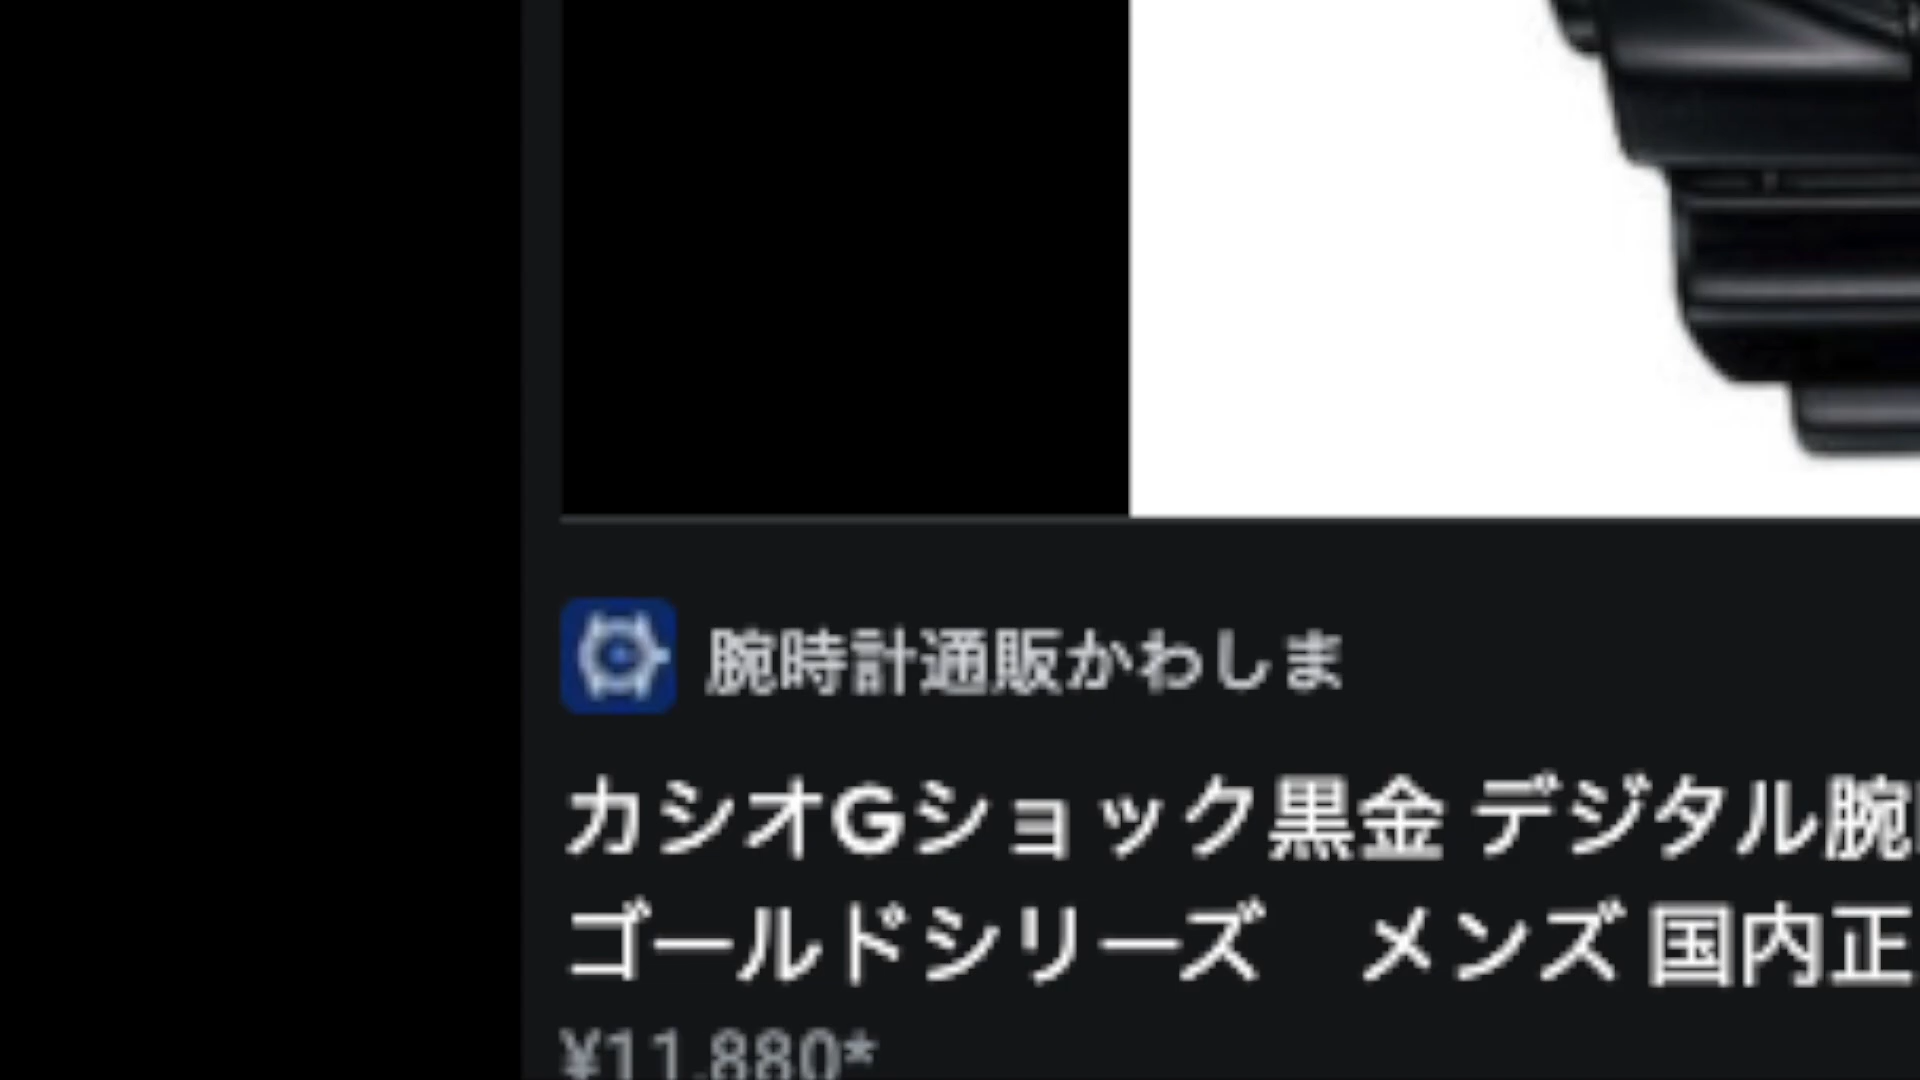 腕時計通販かわしま
カシオGショック黒金 デジタル腕
ゴールドシリーズ　メンズ 国内正
¥11,880*